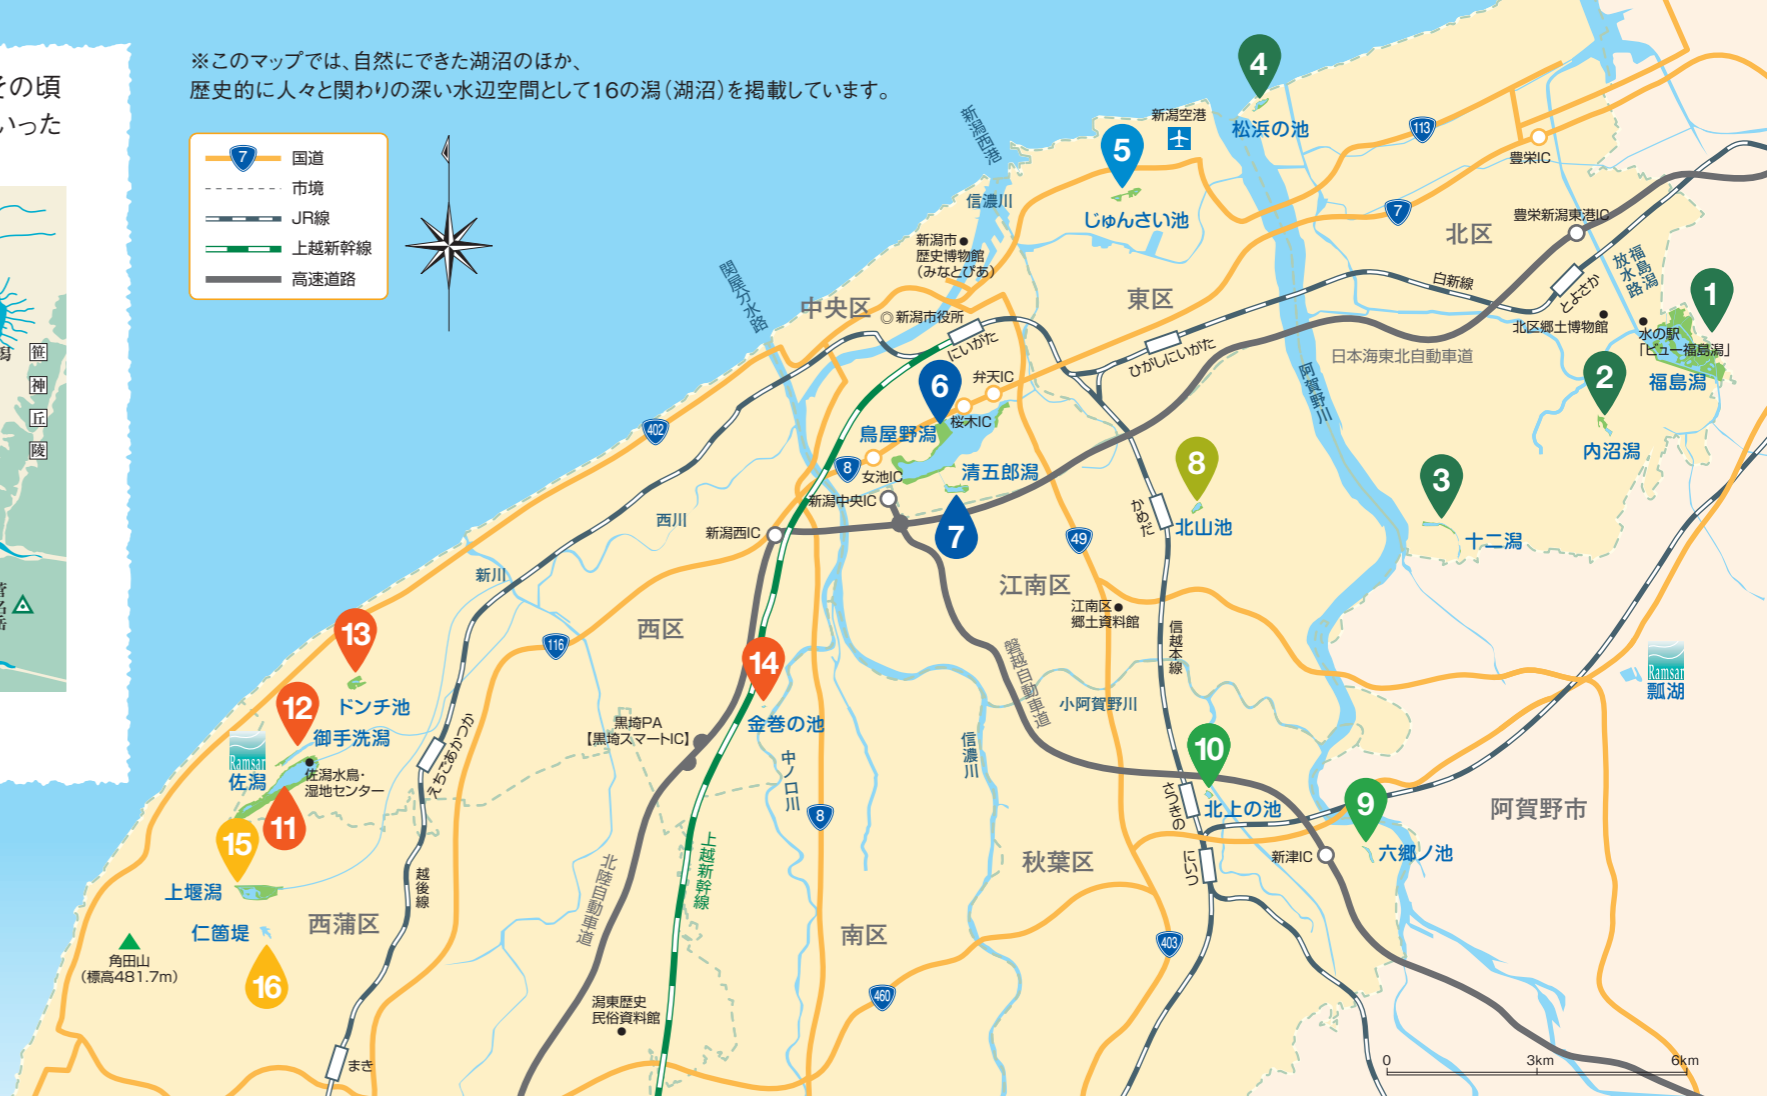 その頃
いった
潟
笹神丘陵
菅名岳
※このマップでは、自然にできた湖沼のほか、
歴史的に人々と関わりの深い水辺空間として16の潟（湖沼）を掲載しています。
7 国道
市境
JR線
上越新幹線
高速道路
新潟西港
信濃川
新潟市
歴史博物館
（みなとぴあ）
関屋分水路
中央区
新潟市役所
にいがた
新潟空港
4
松浜の池
5
じゅんさい池
113
7
豊栄IC
豊栄新潟東港IC
北区
東区
白新線
とよさか
福島潟
放水路
1
北区郷土博物館
水の駅
「ビュー福島潟」
福島潟
日本海東北自動車道
ひがしにいがた
阿賀野川
2
内沼潟
6
弁天IC
桜木IC
鳥屋野潟
8
女池IC
新潟中央IC
清五郎潟
7
402
西川
新潟西IC
新川
8
かめだ
北山池
3
十二潟
49
江南区
江南区
郷土資料館
信越本線
磐越自動車道
小阿賀野川
西区
116
13
ドンチ池
12
御手洗潟
Ramsar
佐潟
佐潟水鳥・
湿地センター
11
えちごあかつか
14
金巻の池
黒埼PA
【黒埼スマートIC】
中ノ口川
信濃川
8
10
北上の池
さつきの
9
六郷ノ池
新津IC
にいつ
Ramsar
瓢湖
阿賀野市
15
上堰潟
仁箇堤
16
角田山
（標高481.7m）
西蒲区
越後線
北陸自動車道
上越新幹線
秋葉区
南区
403
460
潟東歴史
民俗資料館
まき
0 3km 6km